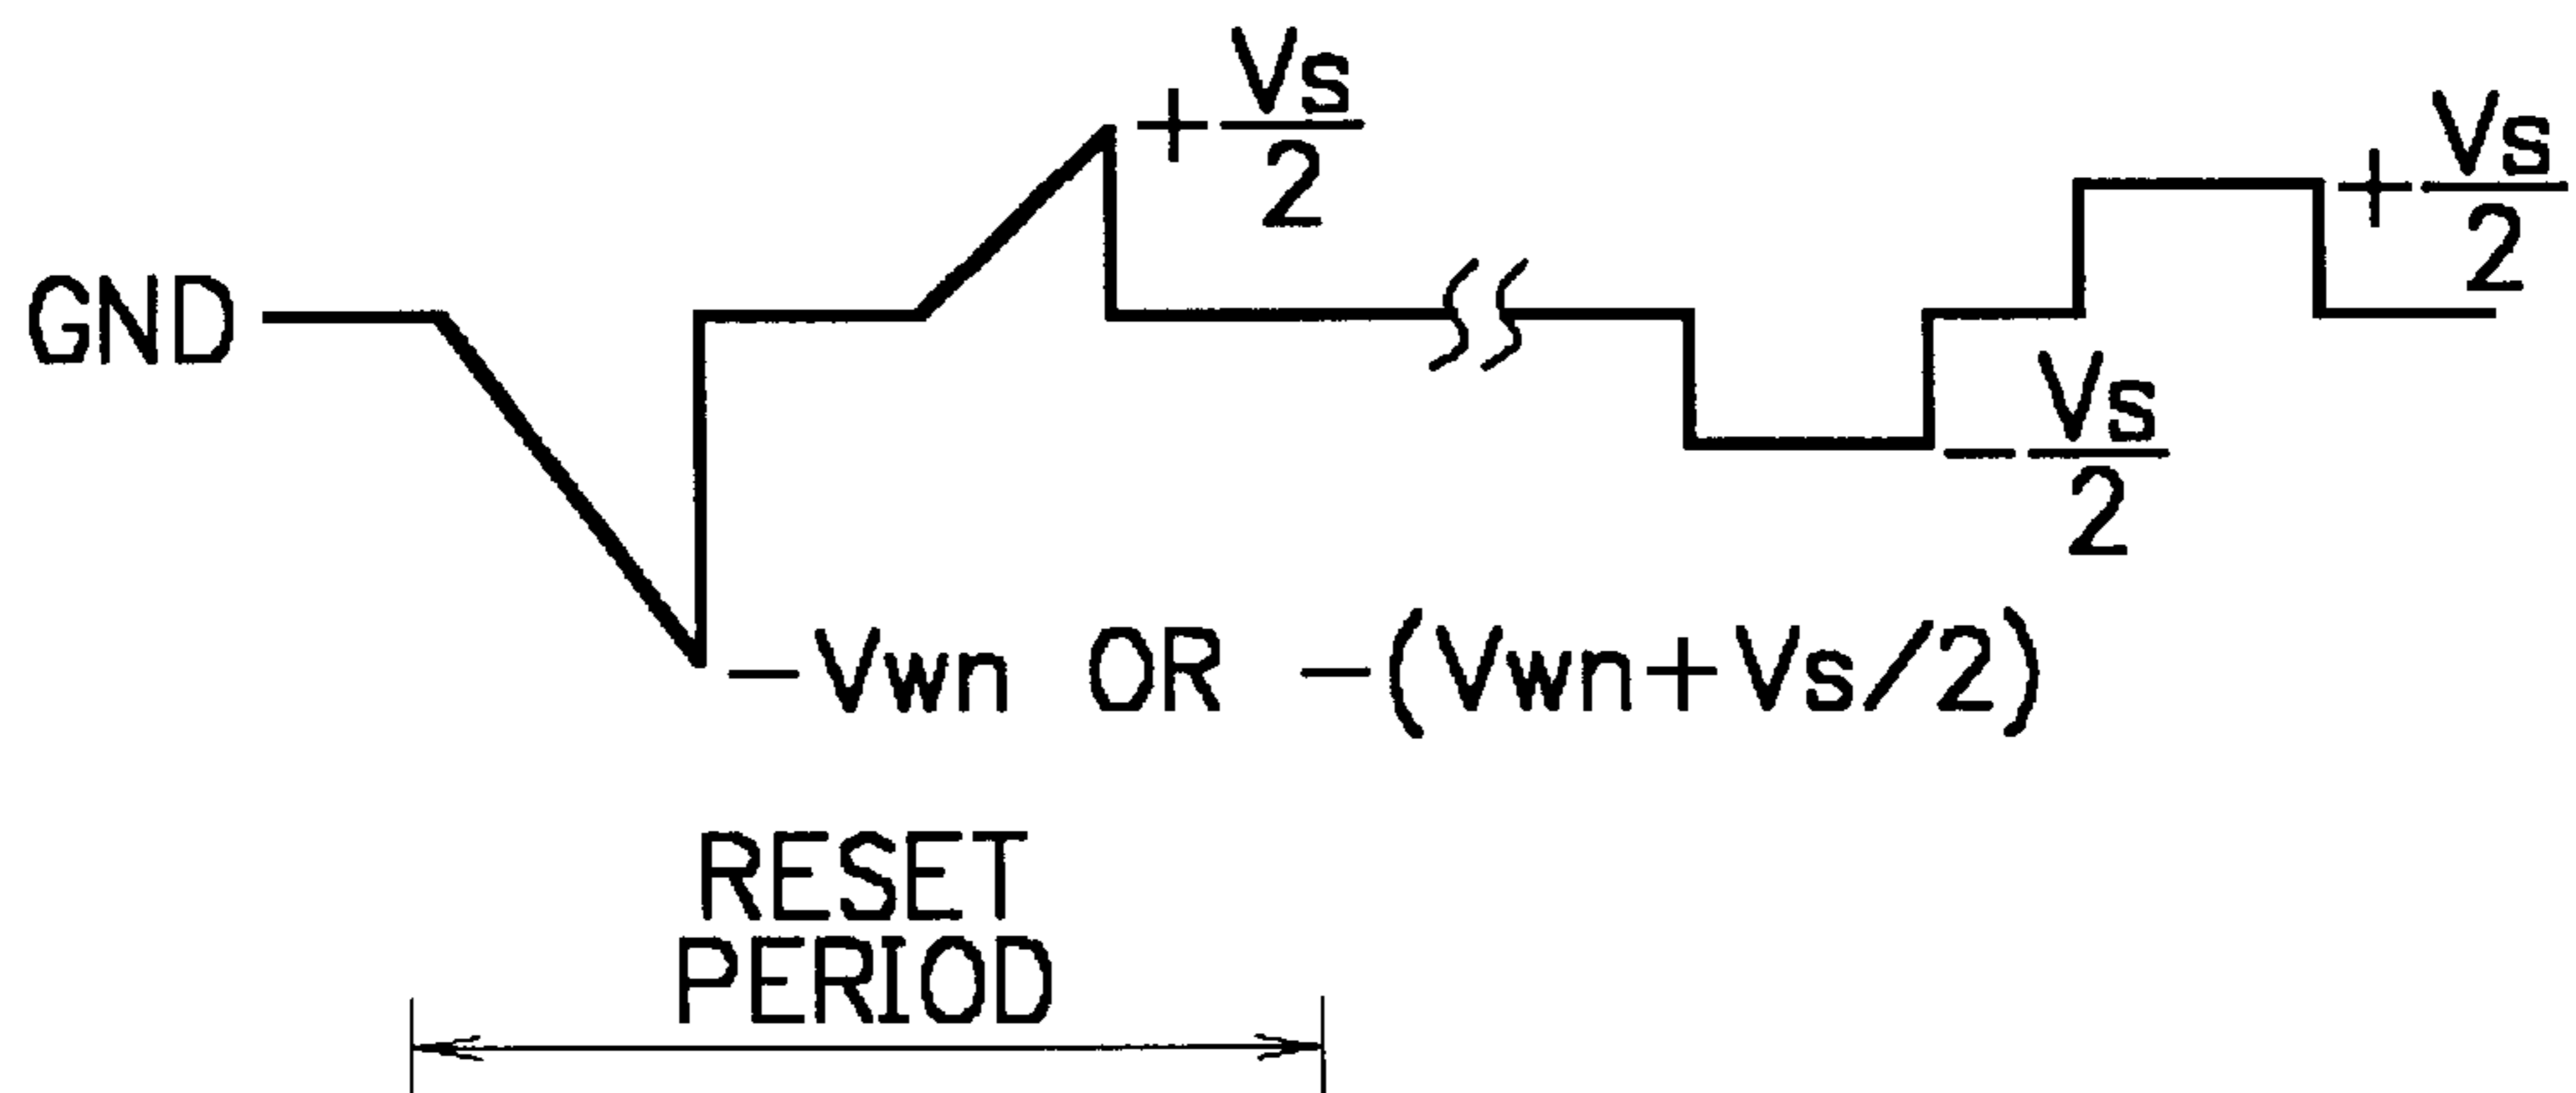 +Vs/2
+Vs/2
GND
-Vs/2
-Vwn OR -(Vwn+Vs/2)
RESET
PERIOD